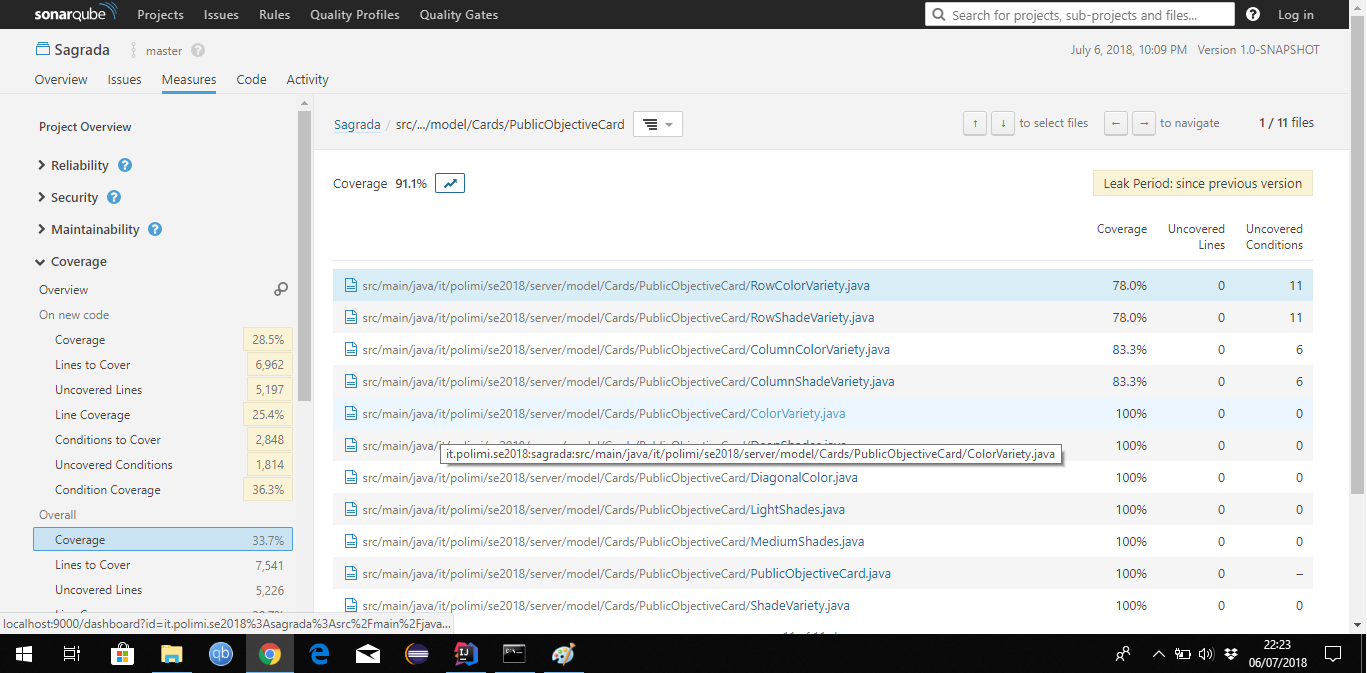 sonarqube Projects Issues Rules Quality Profiles Quality Gates Search for projects, sub-projects and files... ? Log in
Sagrada master ? July 6, 2018, 10:09 PM Version 1.0-SNAPSHOT
Overview Issues Measures Code Activity
Project Overview
Reliability ?
Security ?
Maintainability ?
Coverage
Overview
On new code
Coverage 28.5%
Lines to Cover 6,962
Uncovered Lines 5,197
Line Coverage 25.4%
Conditions to Cover 2,848
Uncovered Conditions 1,814
Condition Coverage 36.3%
Overall
Coverage 33.7%
Lines to Cover 7,541
Uncovered Lines 5,226
Sagrada / src/.../model/Cards/PublicObjectiveCard ↑ ↓ to select files ← → to navigate 1 / 11 files
Coverage 91.1% Leak Period: since previous version
Coverage Uncovered Lines Uncovered Conditions
src/main/java/it/polimi/se2018/server/model/Cards/PublicObjectiveCard/RowColorVariety.java 78.0% 0 11
src/main/java/it/polimi/se2018/server/model/Cards/PublicObjectiveCard/RowShadeVariety.java 78.0% 0 11
src/main/java/it/polimi/se2018/server/model/Cards/PublicObjectiveCard/ColumnColorVariety.java 83.3% 0 6
src/main/java/it/polimi/se2018/server/model/Cards/PublicObjectiveCard/ColumnShadeVariety.java 83.3% 0 6
src/main/java/it/polimi/se2018/server/model/Cards/PublicObjectiveCard/ColorVariety.java 100% 0 0
src/main/java/it/polimi/se2018/server/model/Cards/PublicObjectiveCard/ 100% 0 0
it.polimi.se2018:sagrada:src/main/java/it/polimi/se2018/server/model/Cards/PublicObjectiveCard/ColorVariety.java
src/main/java/it/polimi/se2018/server/model/Cards/PublicObjectiveCard/DiagonalColor.java 100% 0 0
src/main/java/it/polimi/se2018/server/model/Cards/PublicObjectiveCard/LightShades.java 100% 0 0
src/main/java/it/polimi/se2018/server/model/Cards/PublicObjectiveCard/MediumShades.java 100% 0 0
src/main/java/it/polimi/se2018/server/model/Cards/PublicObjectiveCard/PublicObjectiveCard.java 100% 0 –
src/main/java/it/polimi/se2018/server/model/Cards/PublicObjectiveCard/ShadeVariety.java 100% 0 0
localhost:9000/dashboard?id=it.polimi.se2018%3Asagrada%3Asrc%2Fmain%2Fjava...
qb
22:23
06/07/2018